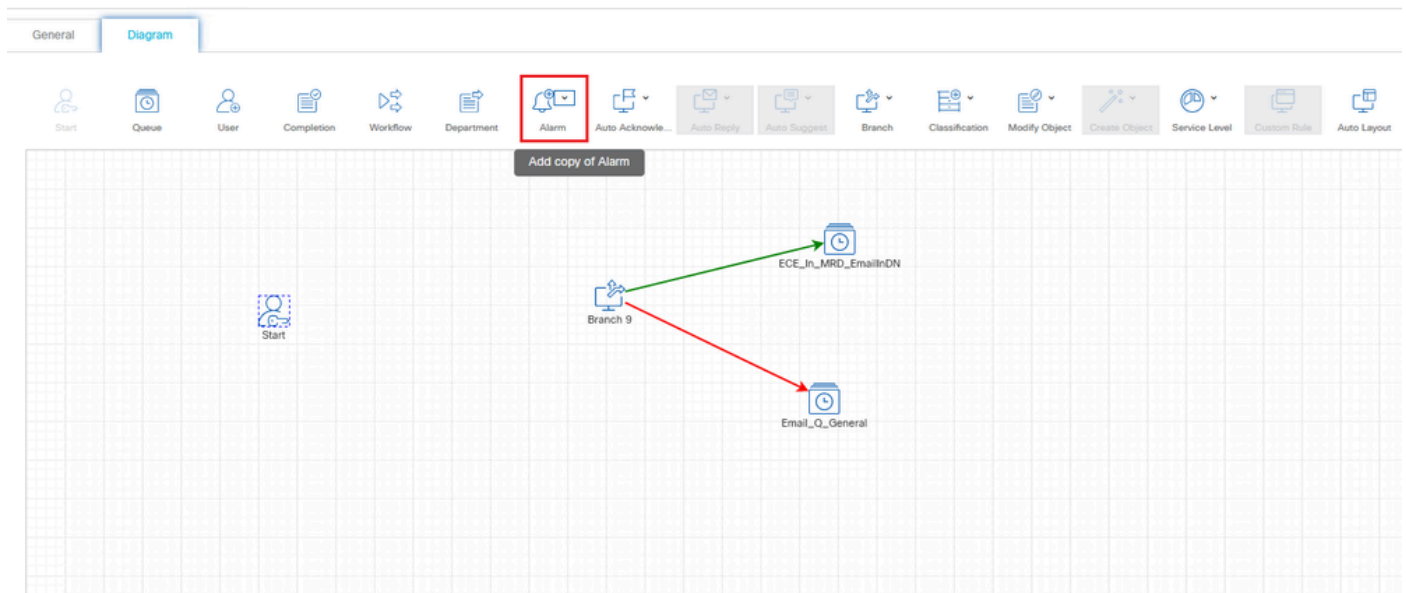 General
Diagram
Start
Queue
User
Completion
Workflow
Department
Alarm
Auto Acknowle...
Auto Reply
Auto Suggest
Branch
Classification
Modify Object
Create Object
Service Level
Custom Rule
Auto Layout
Add copy of Alarm
ECE_In_MRD_EmailInDN
Branch 9
Start
Email_Q_General